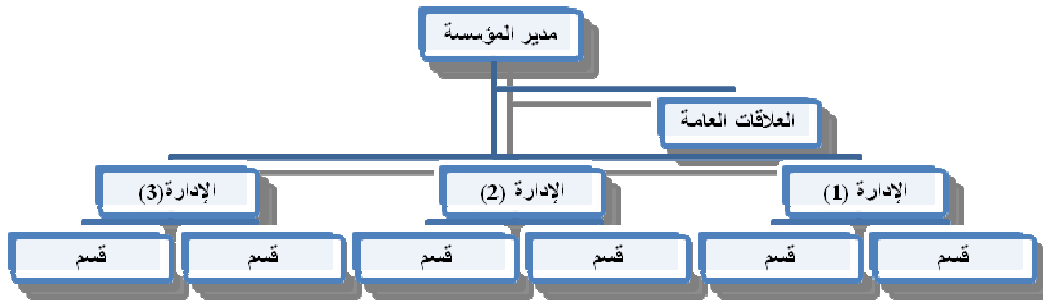 مدير المؤسسة
العلاقات العامة
الإدارة (1)
الإدارة (2)
الإدارة(3)
قسم
قسم
قسم
قسم
قسم
قسم